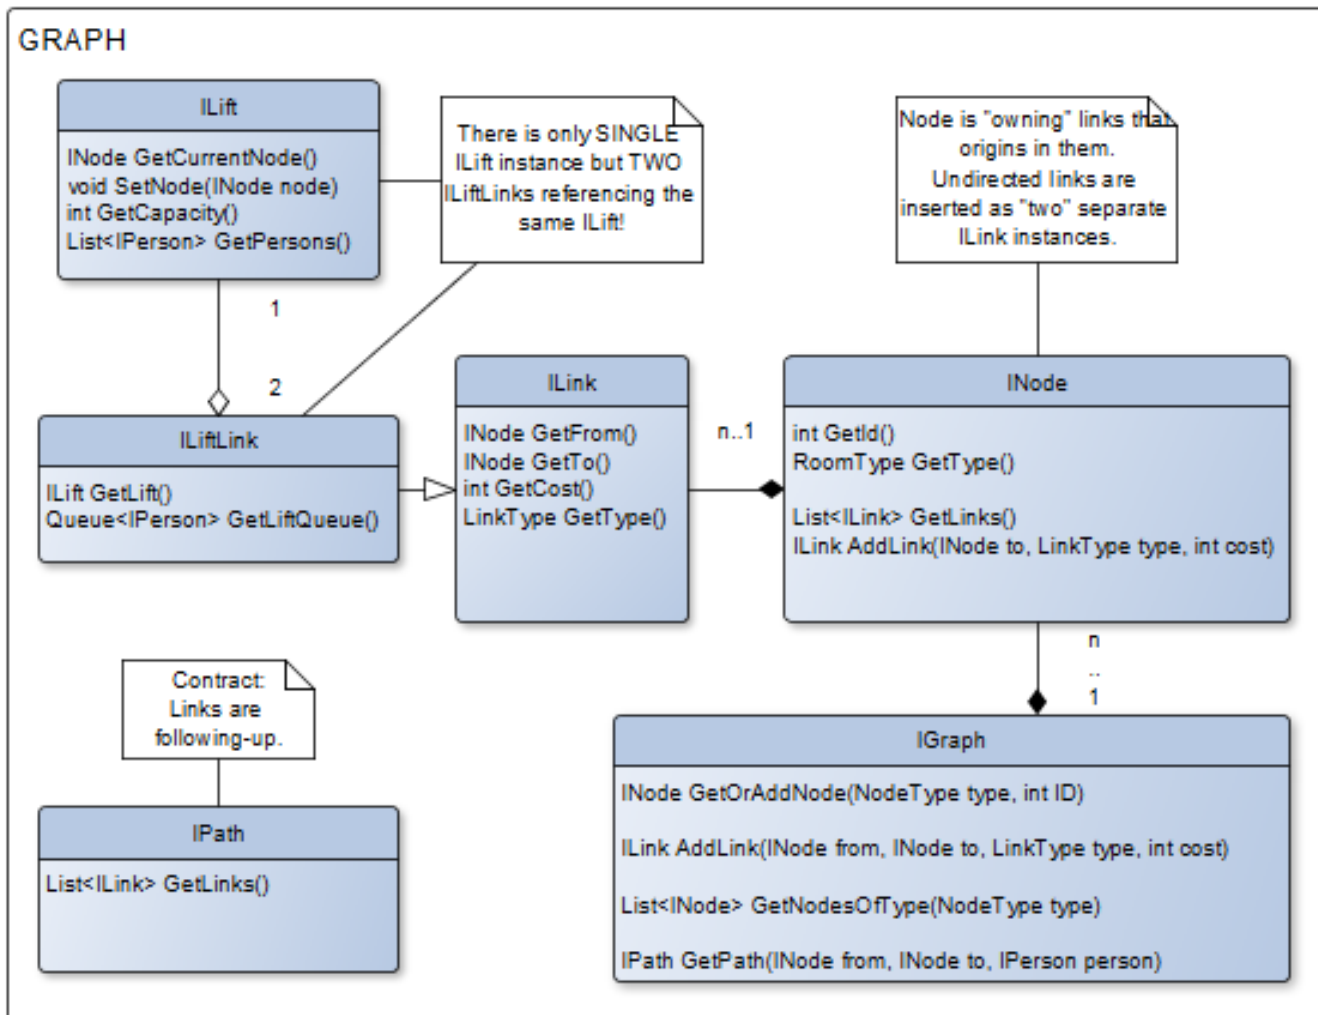 GRAPH
ILift
INode GetCurrentNode()
void SetNode(INode node)
int GetCapacity()
List<IPerson> GetPersons()
There is only SINGLE
ILift instance but TWO
ILiftLinks referencing the
same ILift!
Node is "owning" links that
origins in them.
Undirected links are
inserted as "two" separate
ILink instances.
1
2
ILiftLink
ILift GetLift()
Queue<IPerson> GetLiftQueue()
ILink
INode GetFrom()
INode GetTo()
int GetCost()
LinkType GetType()
n..1
INode
int GetId()
RoomType GetType()
List<ILink> GetLinks()
ILink AddLink(INode to, LinkType type, int cost)
n
..
1
Contract:
Links are
following-up.
IPath
List<ILink> GetLinks()
IGraph
INode GetOrAddNode(NodeType type, int ID)
ILink AddLink(INode from, INode to, LinkType type, int cost)
List<INode> GetNodesOfType(NodeType type)
IPath GetPath(INode from, INode to, IPerson person)